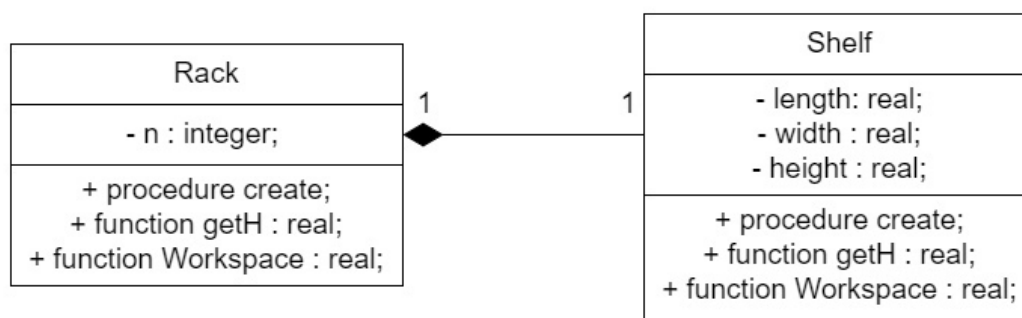 Rack
- n : integer;
+ procedure create;
+ function getH : real;
+ function Workspace : real;
1
1
Shelf
- length: real;
- width : real;
- height : real;
+ procedure create;
+ function getH : real;
+ function Workspace : real;